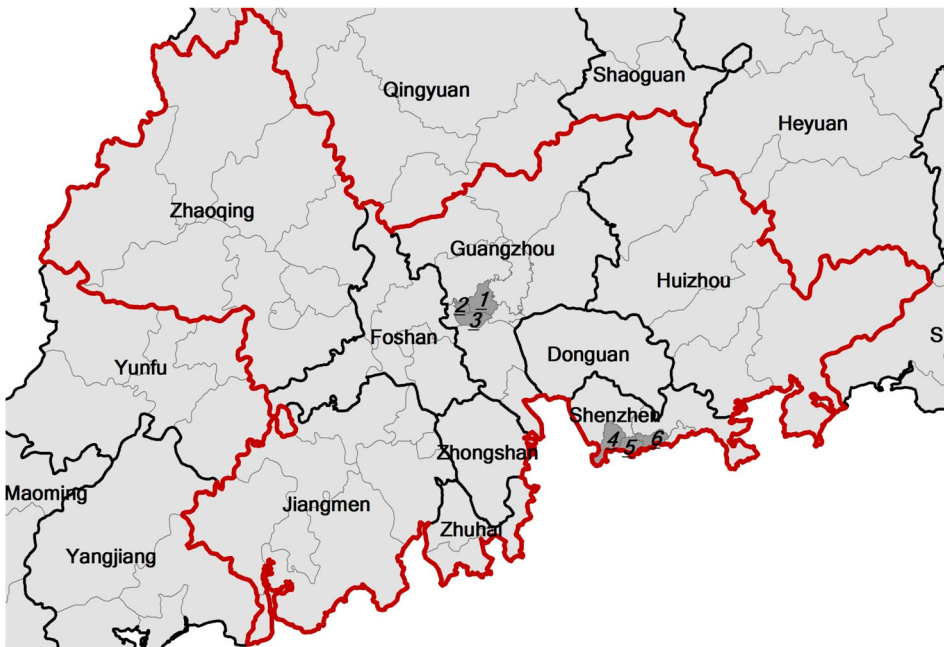 Shaoguan
Qingyuan
Heyuan
Zhaoqing
Guangzhou
Huizhou
2 1
3
Foshan
Donguan
Yunfu
S
Shenzhen
4 5 6
Zhongshan
Maoming
Jiangmen
Zhuhai
Yangjiang